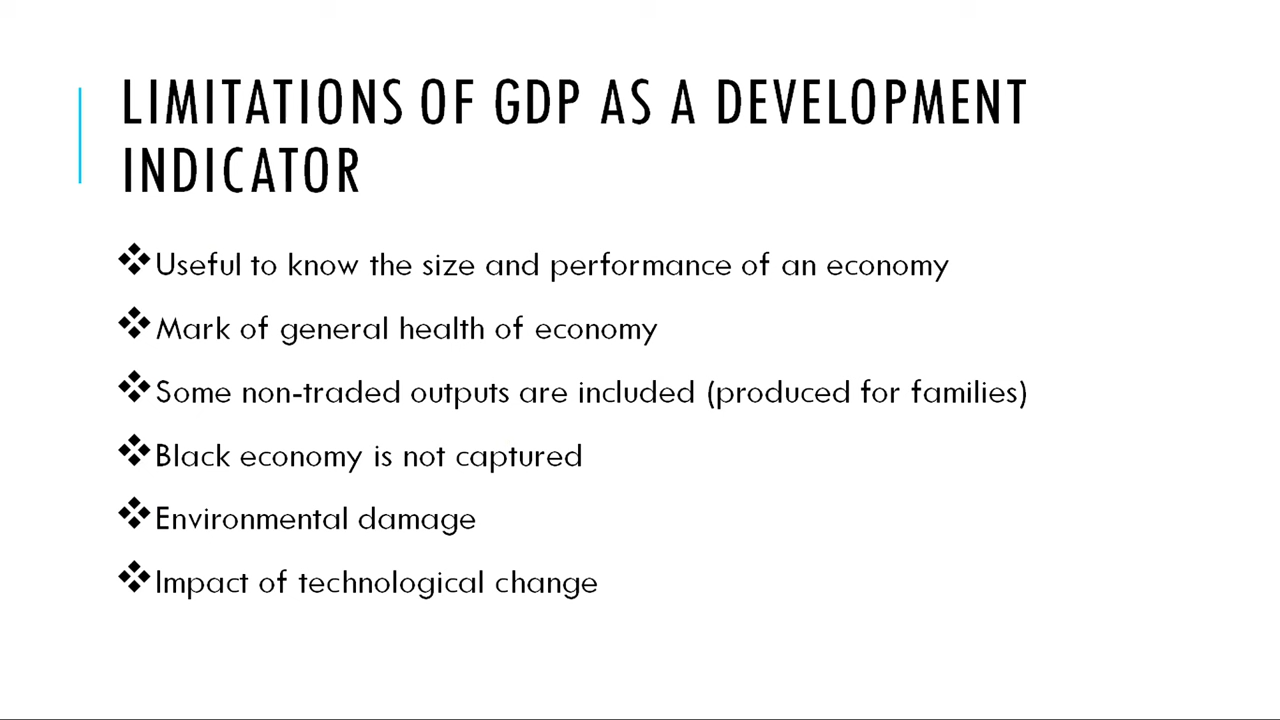 LIMITATIONS OF GDP AS A DEVELOPMENT
INDICATOR
❖Useful to know the size and performance of an economy
❖Mark of general health of economy
❖Some non-traded outputs are included (produced for families)
❖Black economy is not captured
❖Environmental damage
❖Impact of technological change